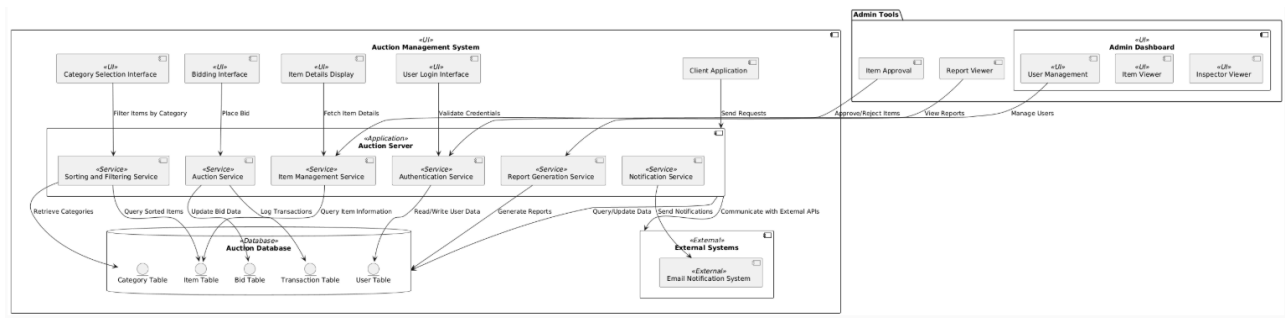 Admin Tools
«UI»
Auction Management System
«UI»
Admin Dashboard
«UI»
Category Selection Interface
«UI»
Bidding Interface
«UI»
Item Details Display
«UI»
User Login Interface
Client Application
Item Approval
Report Viewer
«UI»
User Management
«UI»
Item Viewer
«UI»
Inspector Viewer
Filter Items by Category
Place Bid
Fetch Item Details
Validate Credentials
Send Requests
Approve/Reject Items
View Reports
Manage Users
«Application»
Auction Server
«Service»
Sorting and Filtering Service
«Service»
Auction Service
«Service»
Item Management Service
«Service»
Authentication Service
«Service»
Report Generation Service
«Service»
Notification Service
Retrieve Categories
Query Sorted Items
Update Bid Data
Log Transactions
Query Item Information
Read/Write User Data
Generate Reports
Query/Update Data
Send Notifications
Communicate with External APIs
«Database»
Auction Database
Category Table
Item Table
Bid Table
Transaction Table
User Table
«External»
External Systems
«External»
Email Notification System